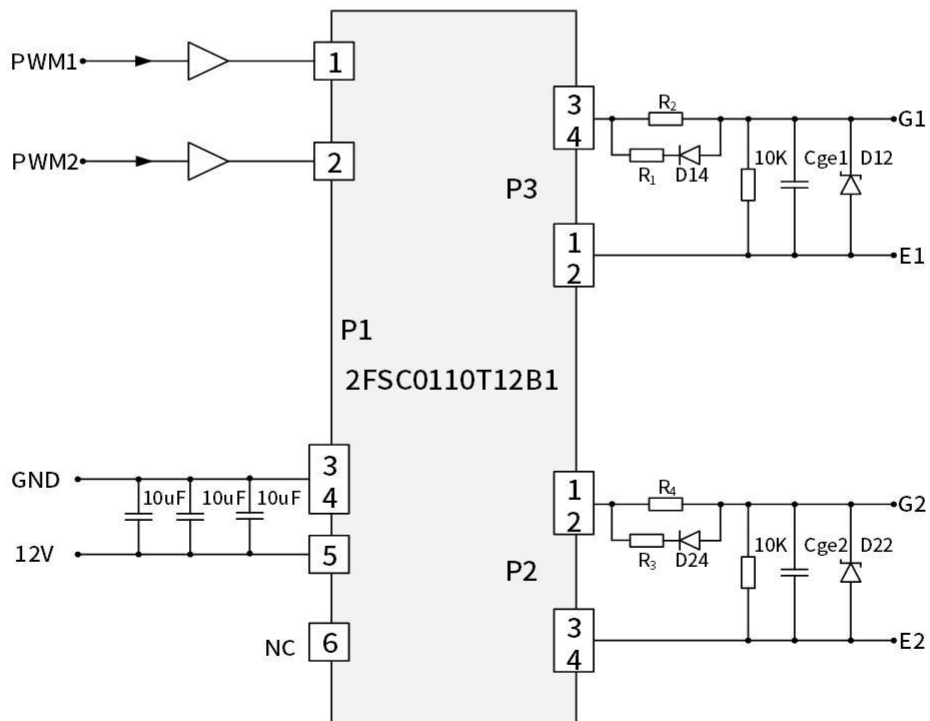 PWM1
1
PWM2
2
P1
2FSC0110T12B1
GND
3
4
10uF
10uF
10uF
12V
5
NC
6
P3
3
4
R₂
R₁
D14
10K
Cge1
D12
G1
1
2
E1
P2
1
2
R₄
R₃
D24
10K
Cge2
D22
G2
3
4
E2